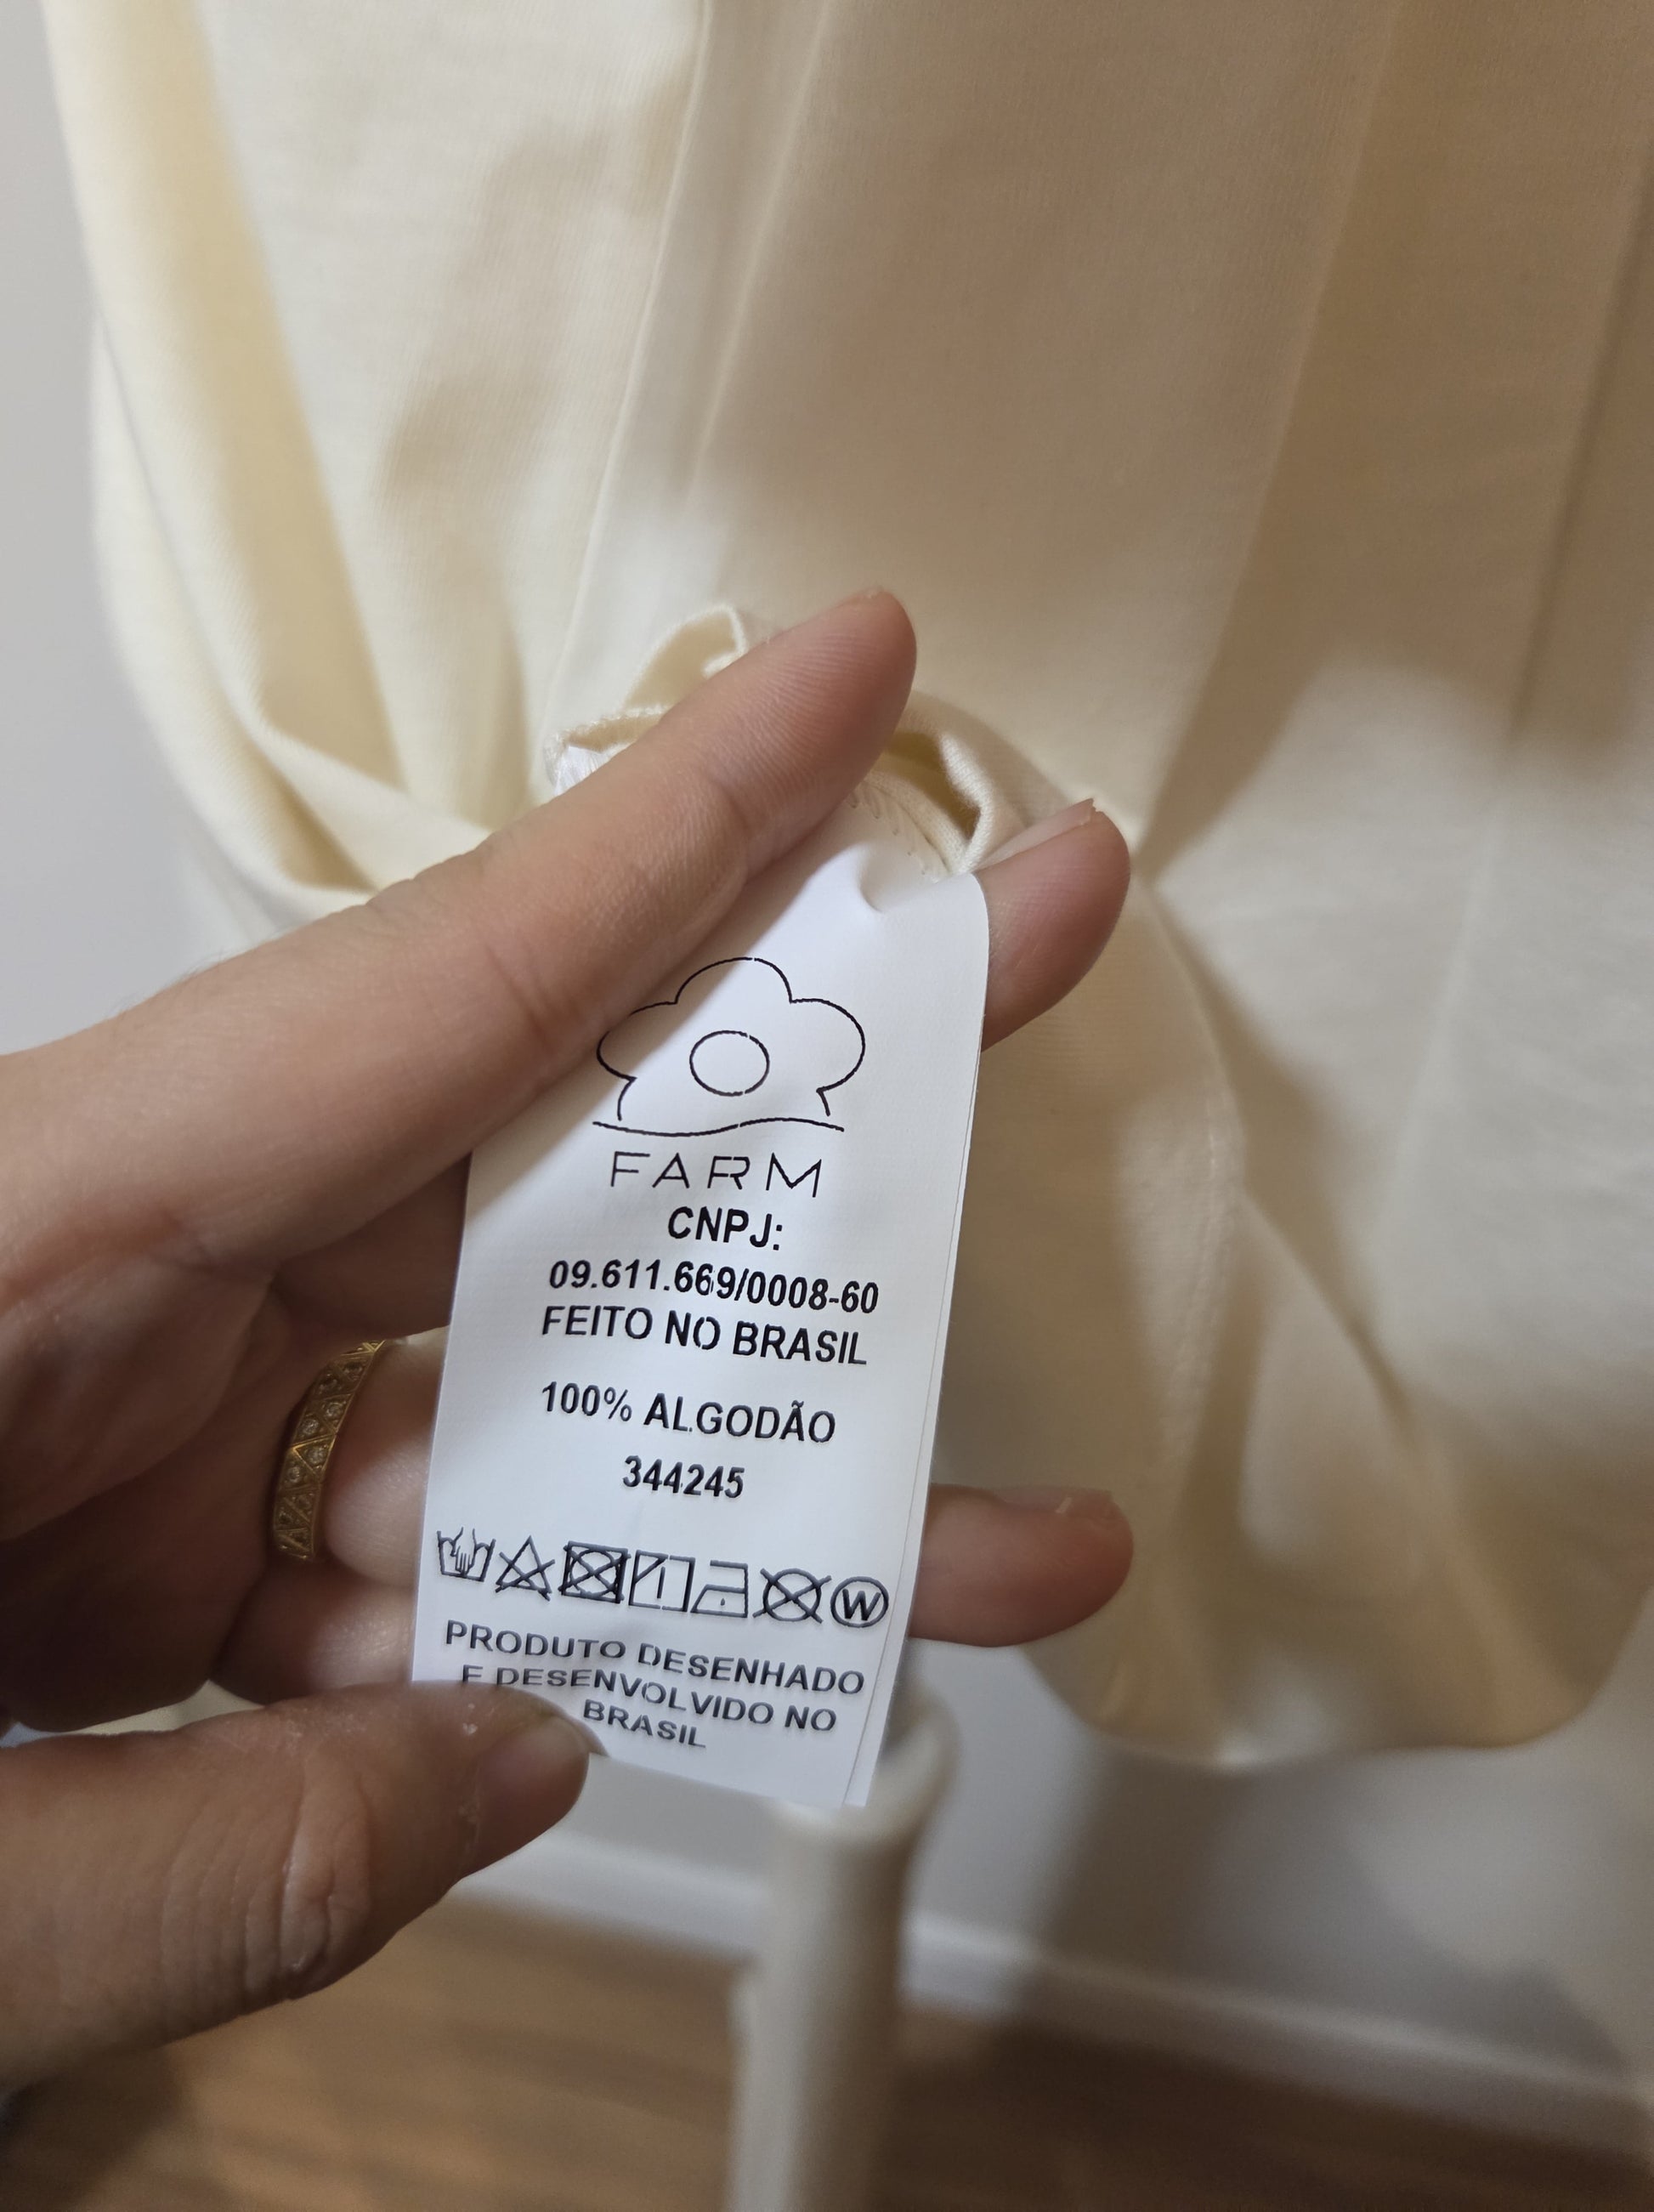 FARM
CNPJ:
09.611.669/0008-60
FEITO NO BRASIL
100% ALGODÃO
344245
W
PRODUTO DESENHADO
E DESENVOLVIDO NO
BRASIL